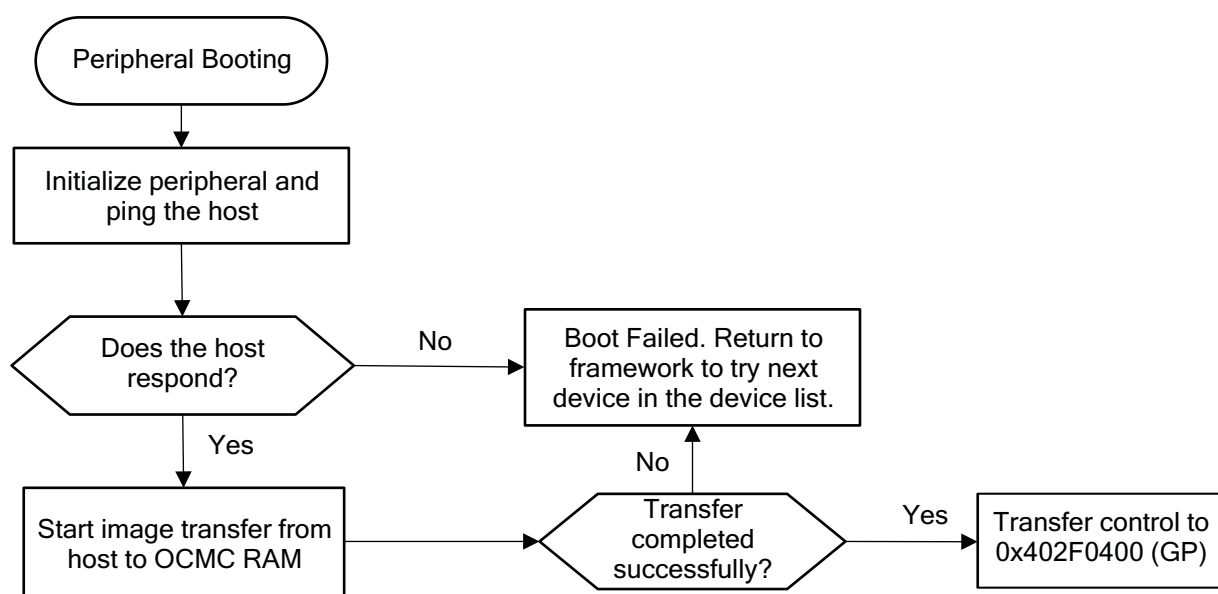 Peripheral Booting
Initialize peripheral and
ping the host
Does the host
respond?
No
Boot Failed. Return to
framework to try next
device in the device list.
Yes
No
Start image transfer from
host to OCMC RAM
Transfer
completed
successfully?
Yes
Transfer control to
0x402F0400 (GP)